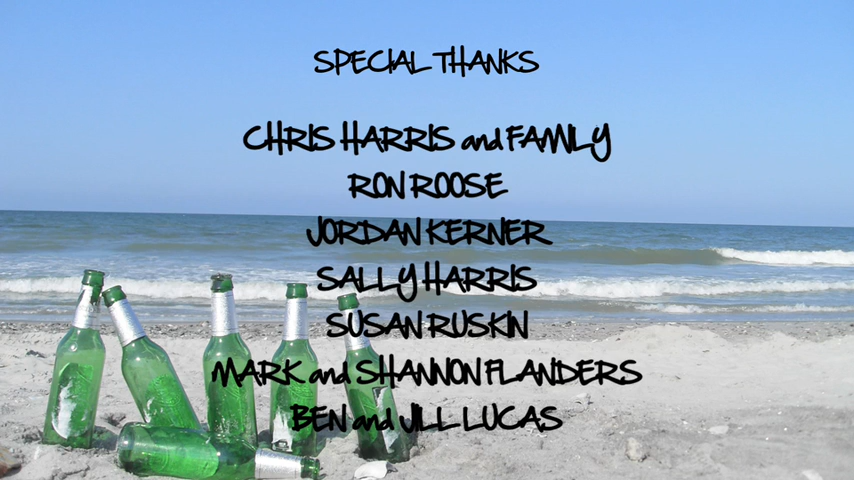 SPECIAL THANKS
CHRIS HARRIS and FAMILY
RON ROOSE
JORDAN KERNER
SALLY HARRIS
SUSAN RUSKIN
MARK and SHANNON FLANDERS
BEN and JILL LUCAS